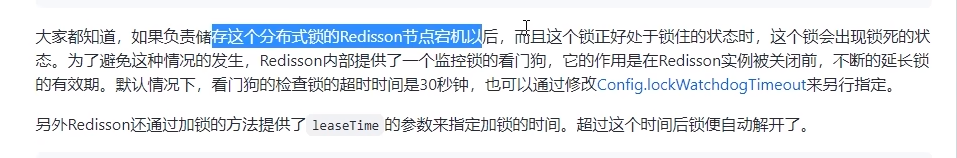 大家都知道，如果负责储存这个分布式锁的Redisson节点宕机以后，而且这个锁正好处于锁住的状态时，这个锁会出现锁死的状
态。为了避免这种情况的发生，Redisson内部提供了一个监控锁的看门狗，它的作用是在Redisson实例被关闭前，不断的延长锁
的有效期。默认情况下，看门狗的检查锁的超时时间是30秒钟，也可以通过修改Config.lockWatchdogTimeout来另行指定。
另外Redisson还通过加锁的方法提供了leaseTime的参数来指定加锁的时间。超过这个时间后锁便自动解开了。